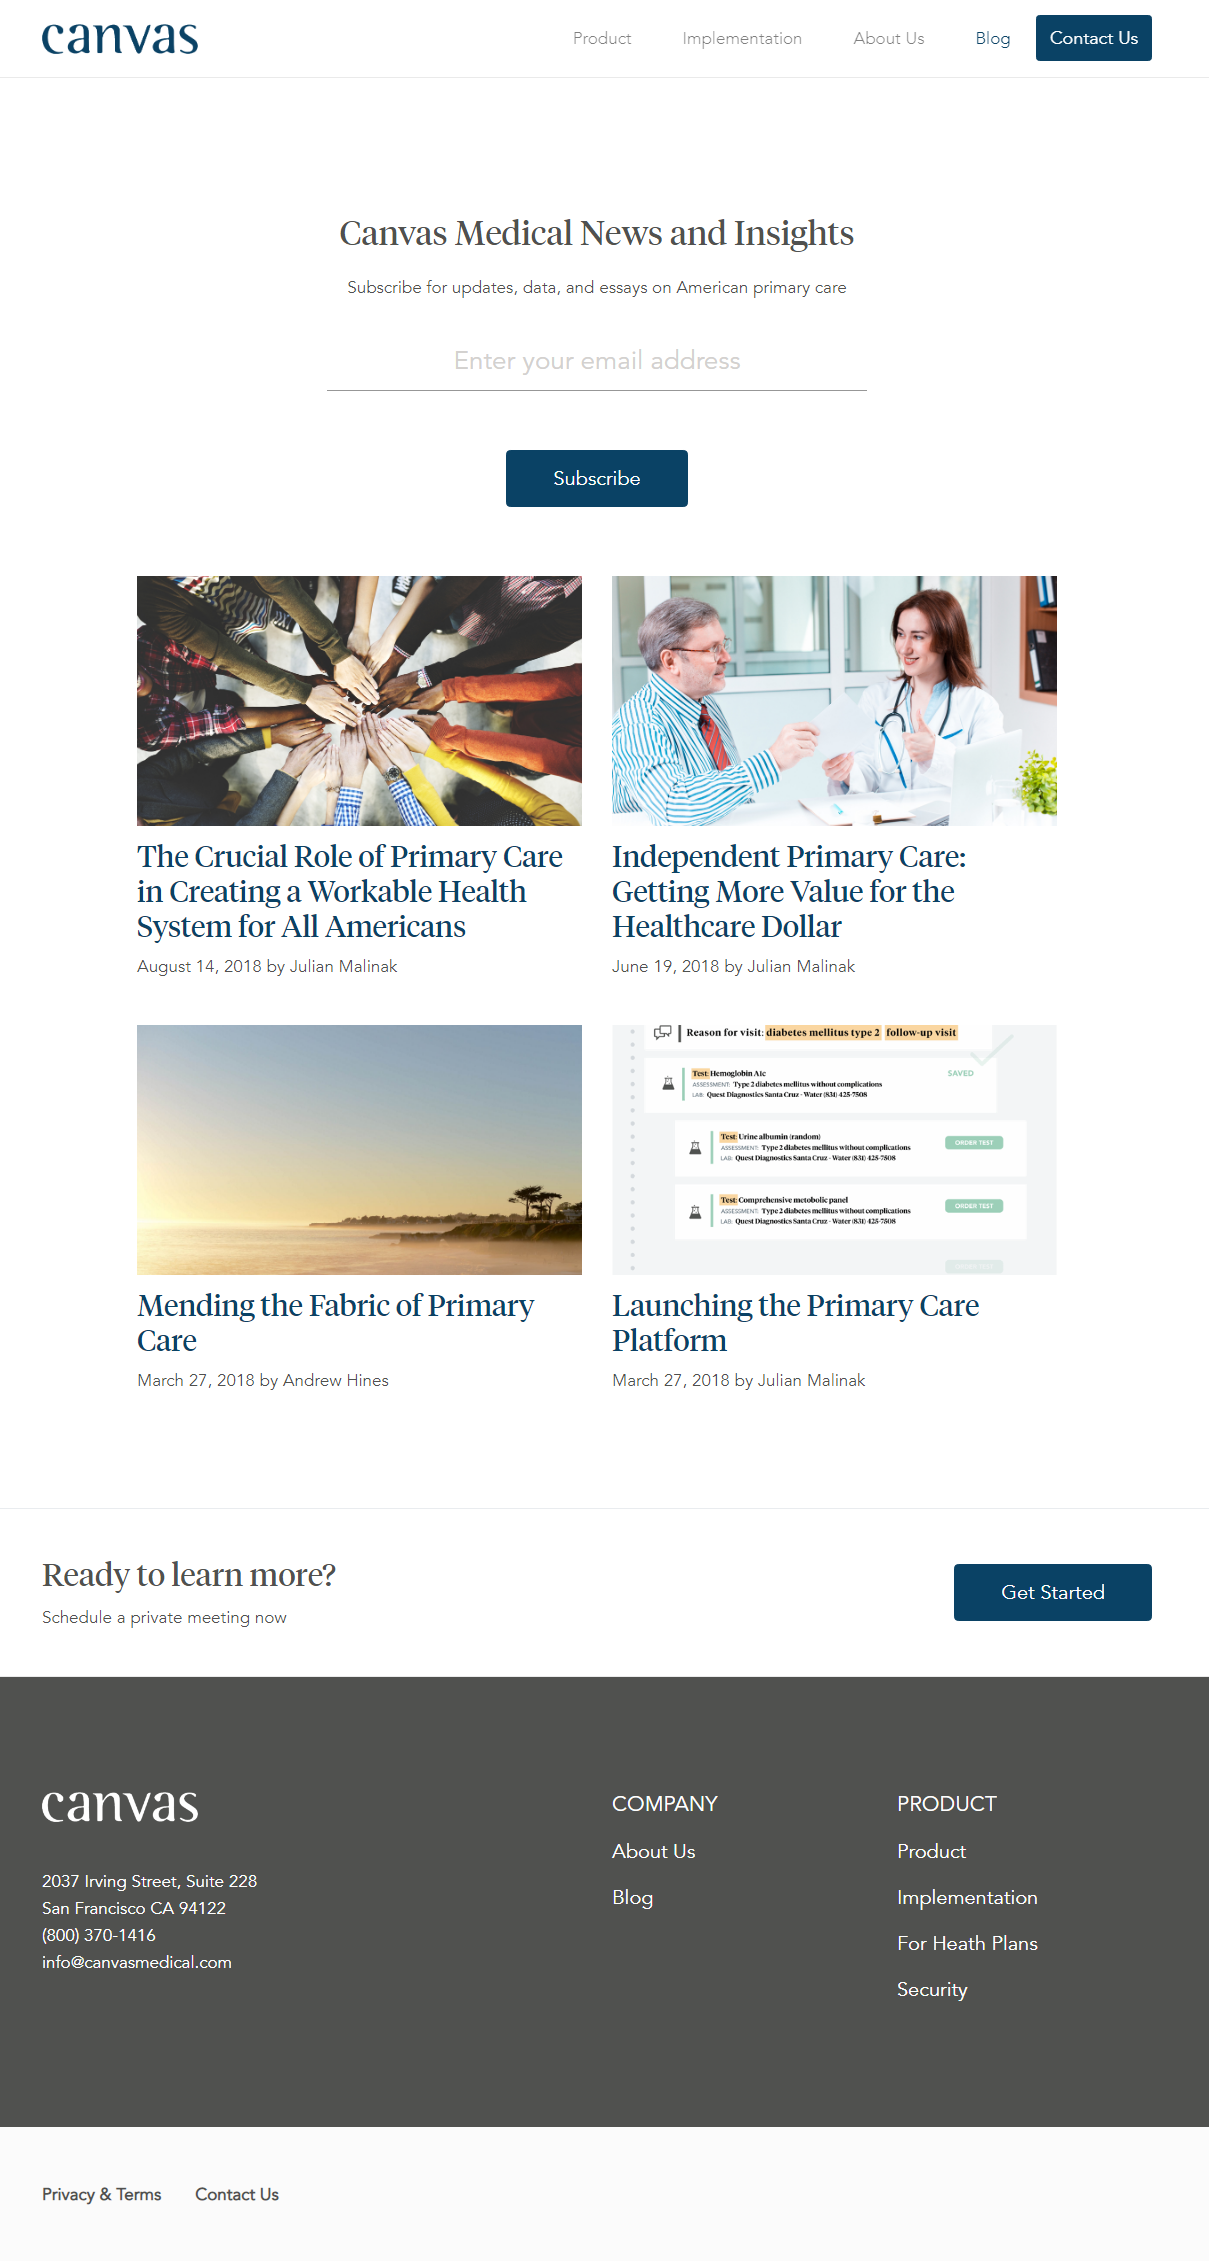 canvas
Product Implementation About Us Blog Contact Us
Canvas Medical News and Insights
Subscribe for updates, data, and essays on American primary care
Enter your email address
Subscribe
The Crucial Role of Primary Care
in Creating a Workable Health
System for All Americans
August 14, 2018 by Julian Malinak
Independent Primary Care:
Getting More Value for the
Healthcare Dollar
June 19, 2018 by Julian Malinak
Reason for visit: diabetes mellitus type 2 follow-up visit
Test: Hemoglobin A1c
SAVED
ASSESSMENT: Type 2 diabetes mellitus without complications
LAB: Quest Diagnostics Santa Cruz - Water (831) 425-7508
Test: Urine albumin (random)
ORDER TEST
ASSESSMENT: Type 2 diabetes mellitus without complications
LAB: Quest Diagnostics Santa Cruz - Water (831) 425-7508
Test: Comprehensive metobolic panel
ORDER TEST
ASSESSMENT: Type 2 diabetes mellitus without complications
LAB: Quest Diagnostics Santa Cruz - Water (831) 425-7508
ORDER TEST
Mending the Fabric of Primary
Care
March 27, 2018 by Andrew Hines
Launching the Primary Care
Platform
March 27, 2018 by Julian Malinak
Ready to learn more?
Schedule a private meeting now
Get Started
canvas
2037 Irving Street, Suite 228
San Francisco CA 94122
(800) 370-1416
info@canvasmedical.com
COMPANY
About Us
Blog
PRODUCT
Product
Implementation
For Heath Plans
Security
Privacy & Terms Contact Us